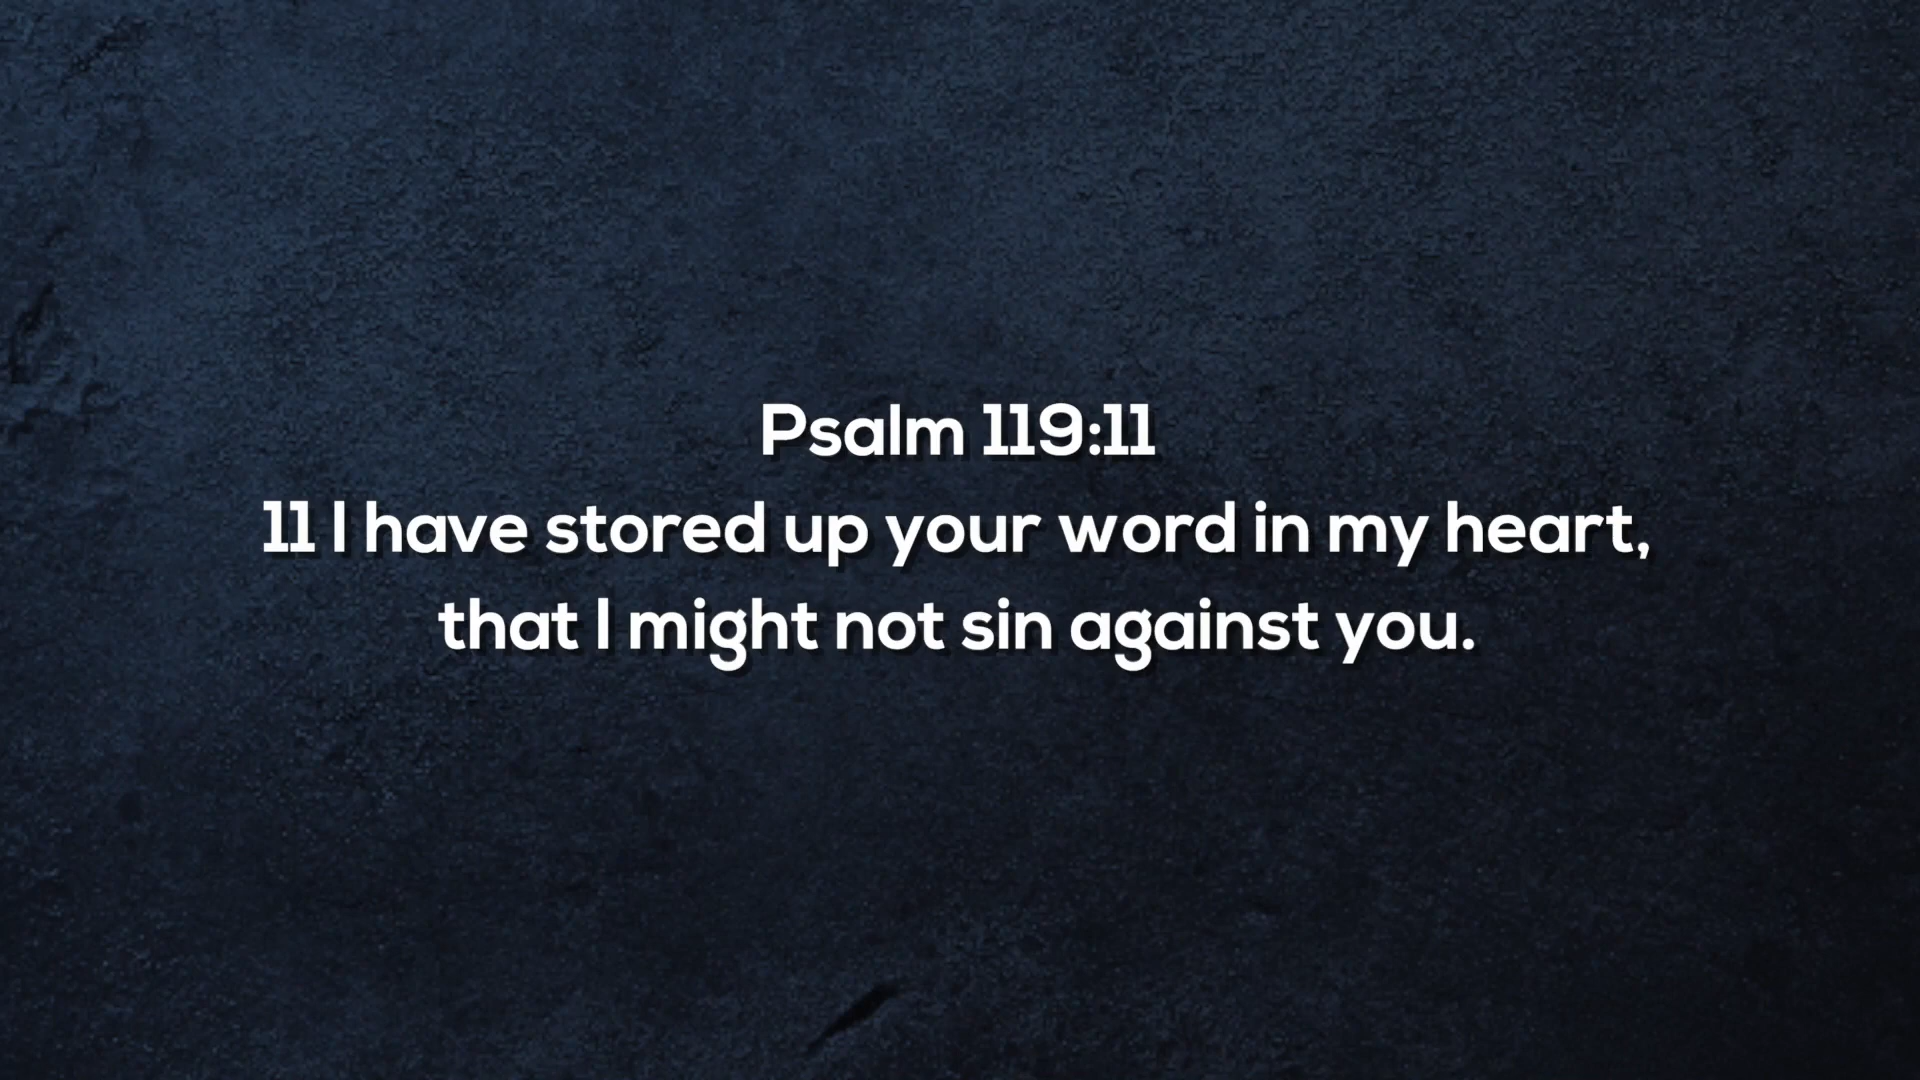 Psalm 119:11
11 I have stored up your word in my heart,
that I might not sin against you.